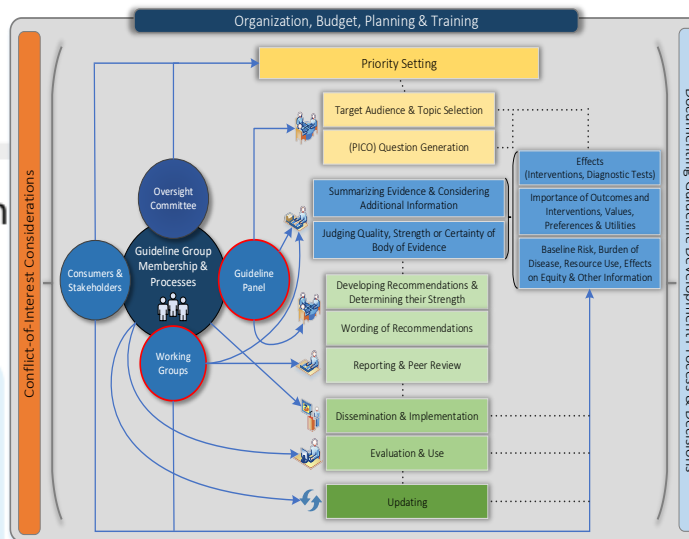 Organization, Budget, Planning & Training
Conflict-of-Interest Considerations
Priority Setting
Target Audience & Topic Selection
(PICO) Question Generation
Oversight
Committee
Guideline Group
Membership &
Processes
Consumers &
Stakeholders
Guideline
Panel
Working
Groups
Summarizing Evidence & Considering
Additional Information
Judging Quality, Strength or Certainty of
Body of Evidence
Effects
(Interventions, Diagnostic Tests)
Importance of Outcomes and
Interventions, Values,
Preferences & Utilities
Baseline Risk, Burden of
Disease, Resource Use, Effects
on Equity & Other Information
Developing Recommendations &
Determining their Strength
Wording of Recommendations
Reporting & Peer Review
Dissemination & Implementation
Evaluation & Use
Updating